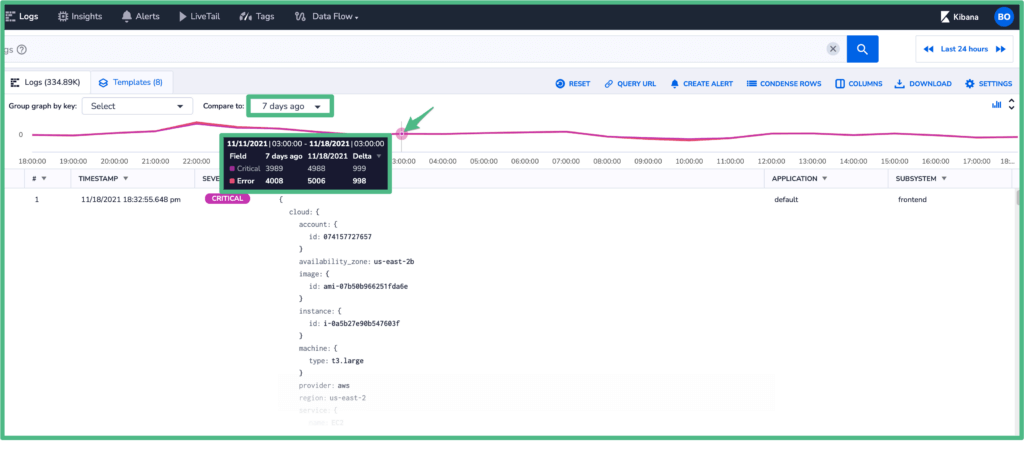 Logs Insights Alerts LiveTail Tags Data Flow Kibana BO
gs Last 24 hours
Logs (334.89K) Templates (8) RESET QUERY URL CREATE ALERT CONDENSE ROWS COLUMNS DOWNLOAD SETTINGS
Group graph by key: Select Compare to: 7 days ago
0
11/11/2021 | 03:00:00 - 11/18/2021 | 03:00:00
Field 7 days ago 11/18/2021 Delta
Critical 3989 4988 999
Error 4008 5006 998
18:00:00 19:00:00 20:00:00 21:00:00 22:00:00 03:00:00 04:00:00 05:00:00 06:00:00 07:00:00 08:00:00 09:00:00 10:00:00 11:00:00 12:00:00 13:00:00 14:00:00 15:00:00 16:00:00 17:00:00 18:...
# TIMESTAMP SEVE APPLICATION SUBSYSTEM
1 11/18/2021 18:32:55.648 pm CRITICAL { default frontend
cloud: {
account: {
id: 074157727657
}
availability_zone: us-east-2b
image: {
id: ami-07b50b966251fda6e
}
instance: {
id: i-0a5b27e90b547603f
}
machine: {
type: t3.large
}
provider: aws
region: us-east-2
service: {
name: EC2